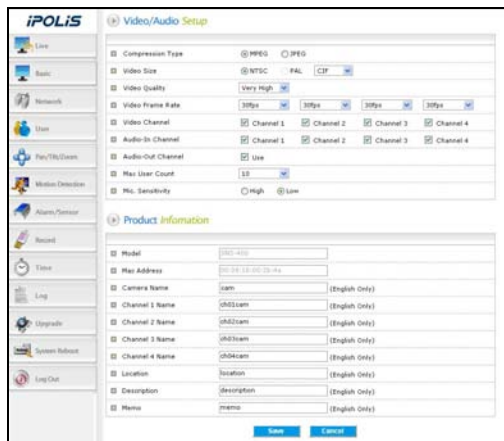 iPOLiS
Live
Basic
Network
User
Pan/Tilt/Zoom
Motion Detection
Alarm/Sensor
Record
Time
Log
Upgrade
System Reboot
Log Out
Video/Audio Setup
Compression Type MPEG JPEG
Video Size NTSC PAL CIF
Video Quality Very High
Video Frame Rate 30fps 30fps 30fps 30fps
Video Channel Channel 1 Channel 2 Channel 3 Channel 4
Audio-In Channel Channel 1 Channel 2 Channel 3 Channel 4
Audio-Out Channel Use
Max User Count 10
Mic. Sensitivity High Low
Product Infomation
Model
Mac Address
Camera Name cam (English Only)
Channel 1 Name ch01cam (English Only)
Channel 2 Name ch02cam (English Only)
Channel 3 Name ch03cam (English Only)
Channel 4 Name ch04cam (English Only)
Location location (English Only)
Description description (English Only)
Memo memo (English Only)
Save Cancel